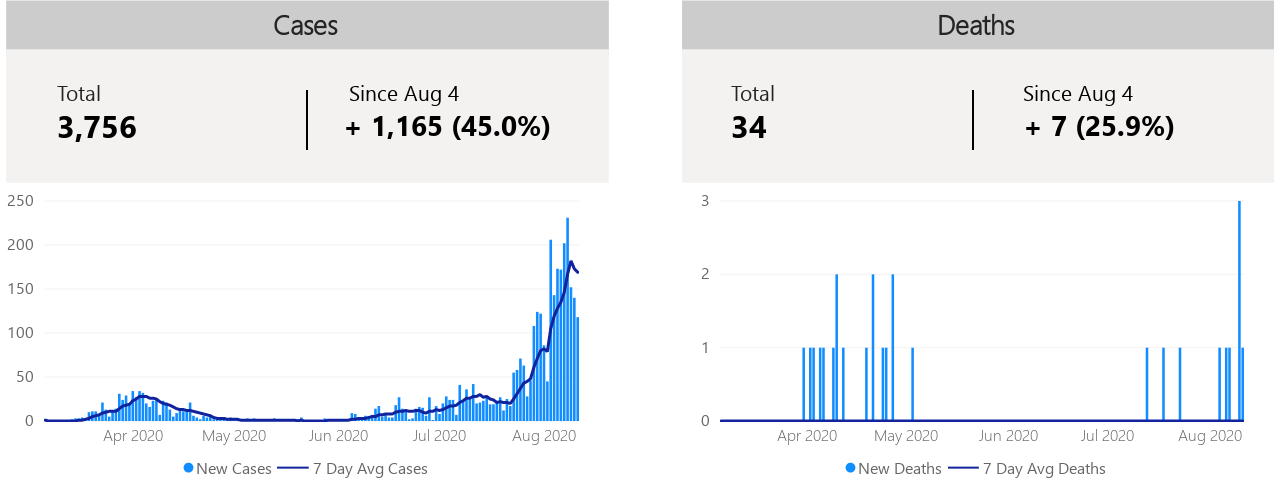 Cases
Total
3,756
Since Aug 4
+ 1,165 (45.0%)
250
200
150
100
50
0
Apr 2020 May 2020 Jun 2020 Jul 2020 Aug 2020
New Cases 7 Day Avg Cases
Deaths
Total
34
Since Aug 4
+ 7 (25.9%)
3
2
1
0
Apr 2020 May 2020 Jun 2020 Jul 2020 Aug 2020
New Deaths 7 Day Avg Deaths